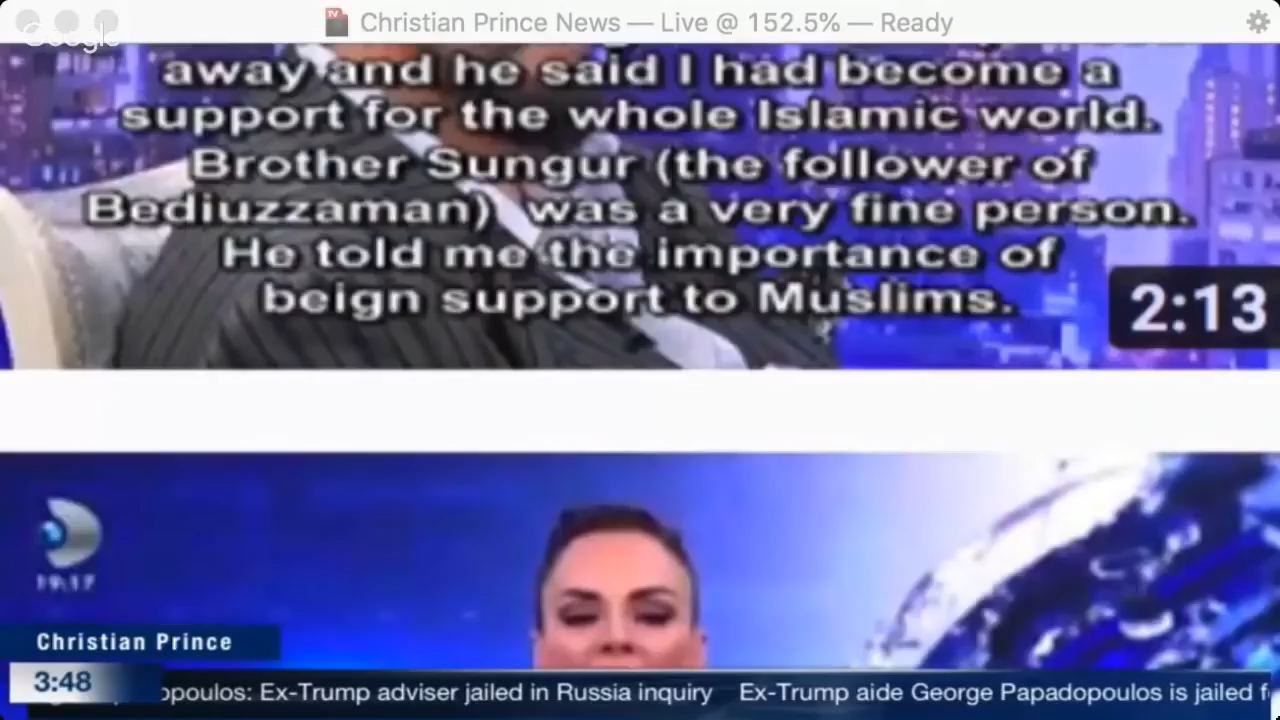 Christian Prince News — Live @ 152.5% — Ready
Google
away and he said I had become a
support for the whole Islamic world.
Brother Sungur (the follower of
Bediuzzaman) was a very fine person.
He told me the importance of
beign support to Muslims.
2:13
19:17
Christian Prince
3:48
opoulos: Ex-Trump adviser jailed in Russia inquiry Ex-Trump aide George Papadopoulos is jailed f